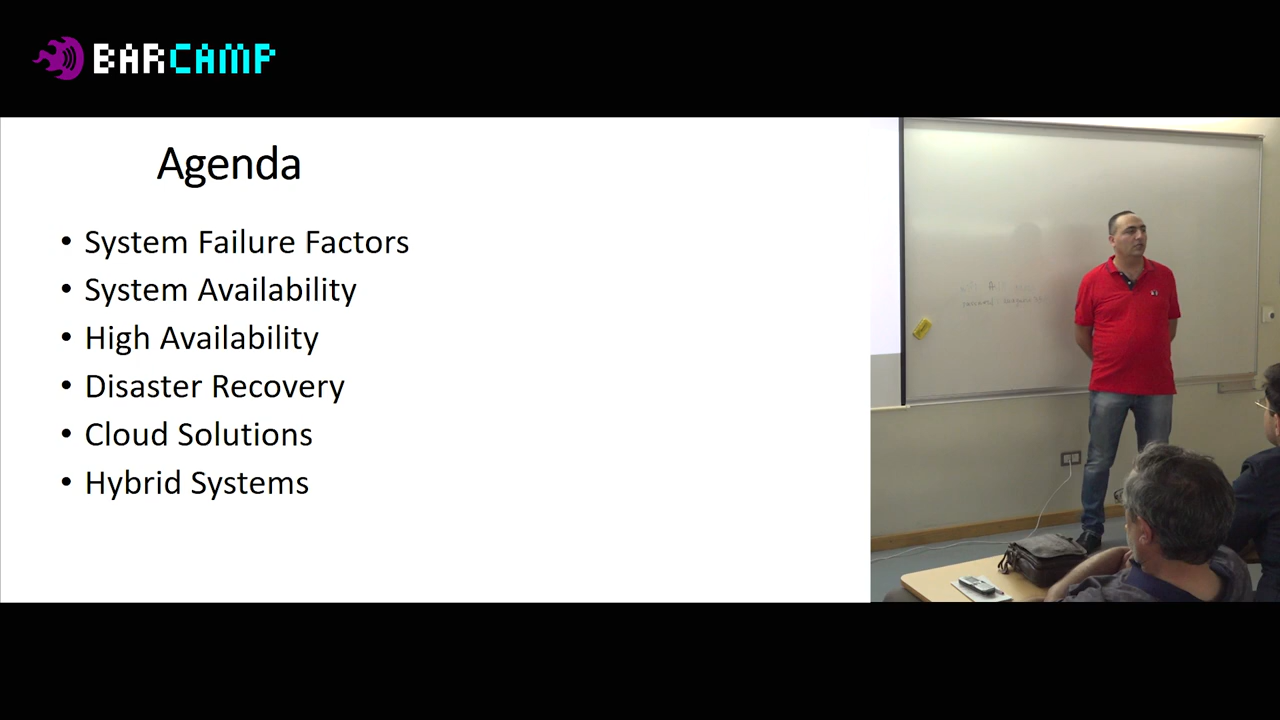 BARCAMP
Agenda
• System Failure Factors
• System Availability
• High Availability
• Disaster Recovery
• Cloud Solutions
• Hybrid Systems